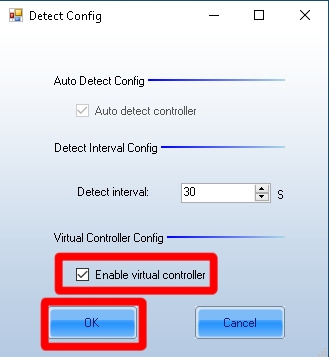 Detect Config
Auto Detect Config
Auto detect controller
Detect Interval Config
Detect interval: 30 S
Virtual Controller Config
Enable virtual controller
OK Cancel